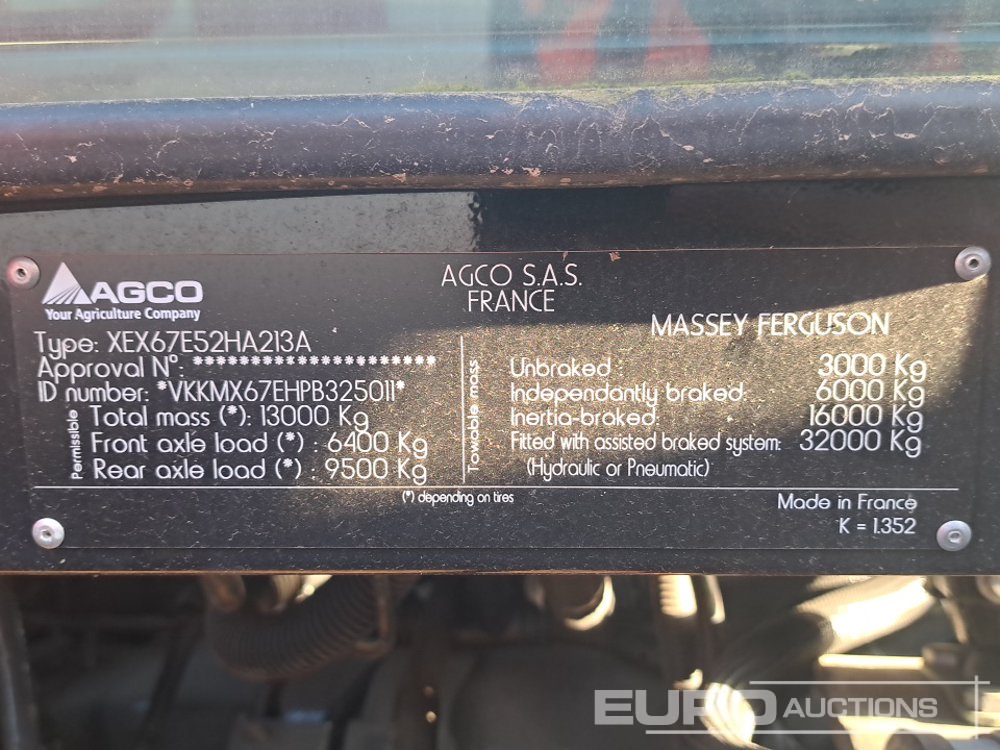 AGCO
Your Agriculture Company
AGCO S.A.S.
FRANCE
MASSEY FERGUSON
Type: XEX67E52HA213A
Approval N°: ********************
ID number: *VKKMX67EHPB325011*
Permissible
Total mass (*): 13000 Kg
Front axle load (*) : 6400 Kg
Rear axle load (*) : 9500 Kg
Towable mass
Unbraked : 3000 Kg
Independantly braked: 6000 Kg
Inertia-braked: 16000 Kg
Fitted with assisted braked system: 32000 Kg
(Hydraulic or Pneumatic)
(*) depending on tires
Made in France
K = 1.352
EURO AUCTIONS